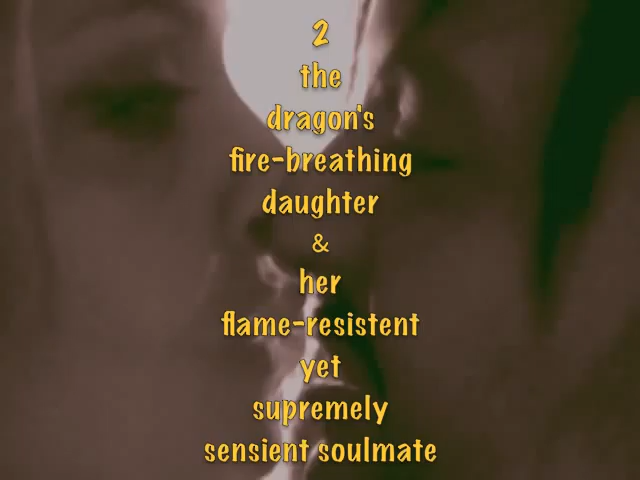 2
the
dragon's
fire-breathing
daughter
&
her
flame-resistent
yet
supremely
sensient soulmate